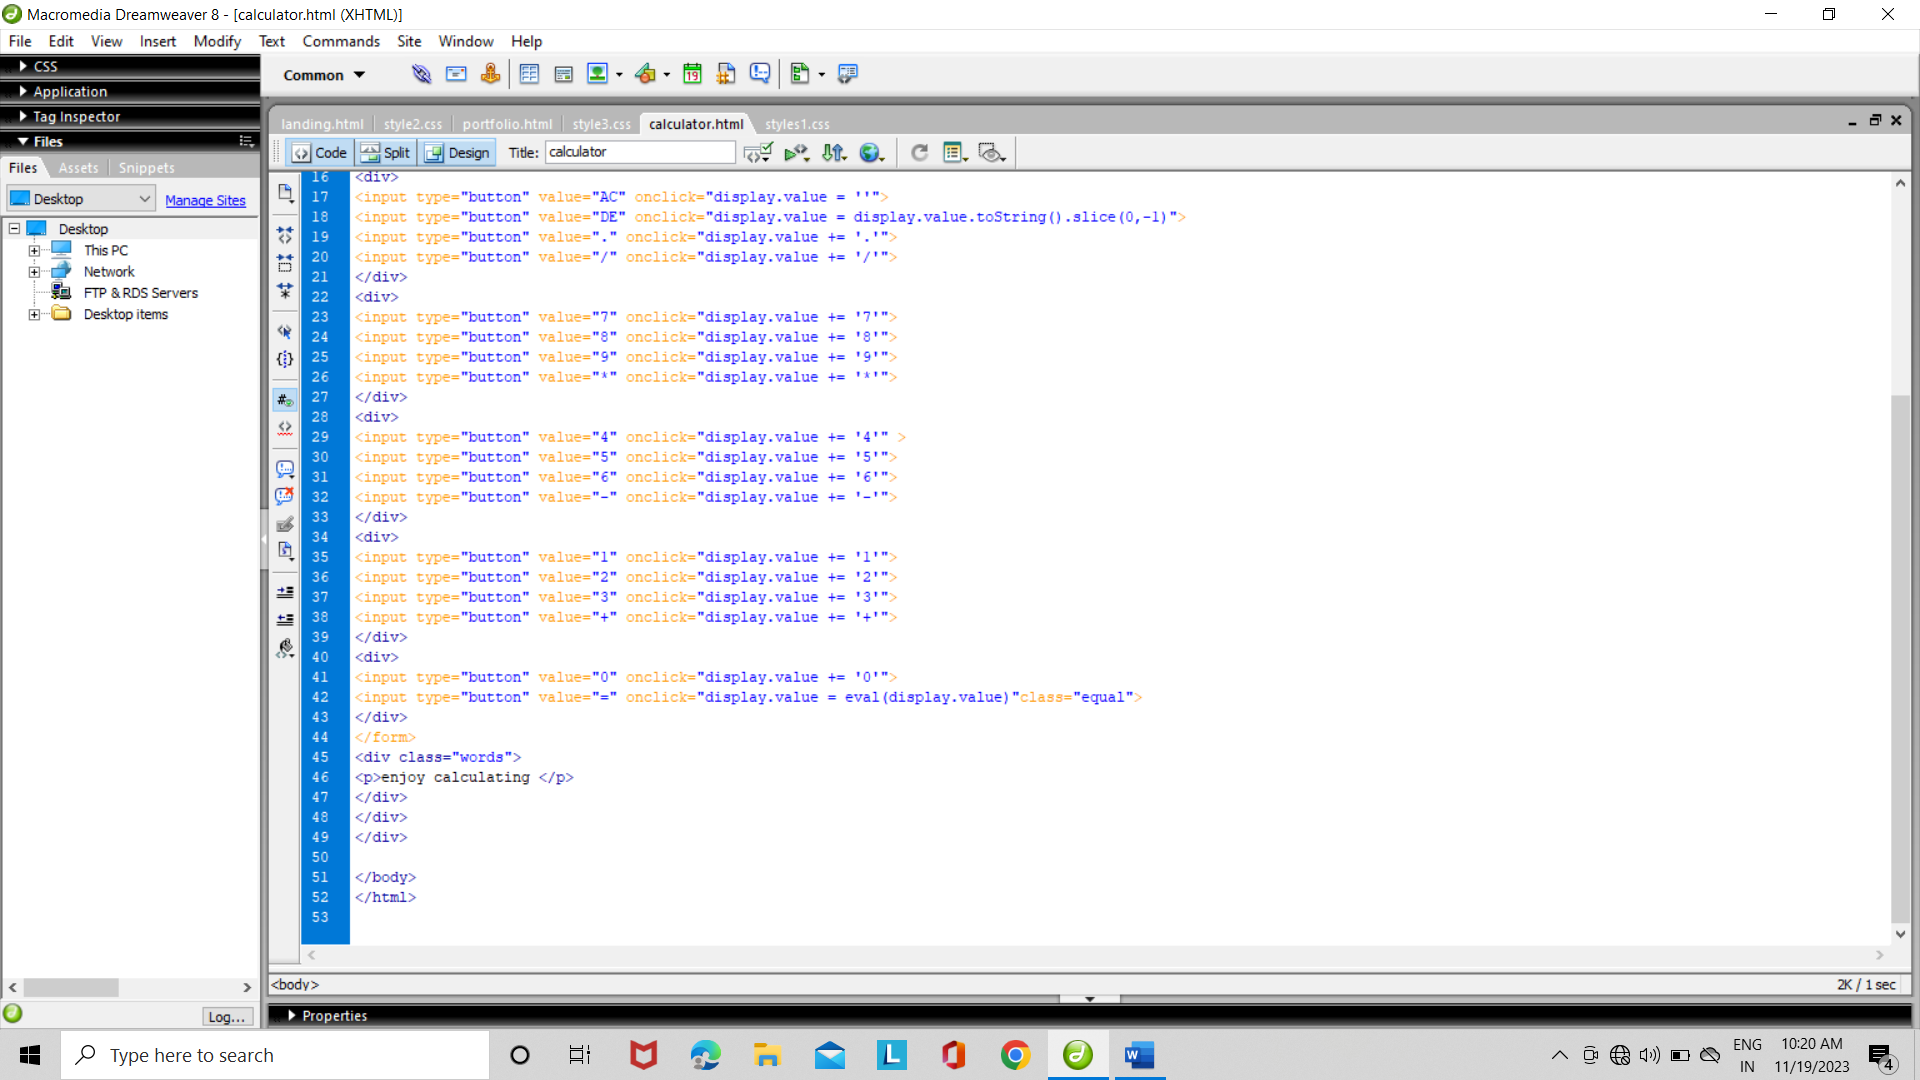 Macromedia Dreamweaver 8 - [calculator.html (XHTML)]
File Edit View Insert Modify Text Commands Site Window Help
CSS
Application
Tag Inspector
Files
Files Assets Snippets
Desktop Manage Sites
Desktop
This PC
Network
FTP & RDS Servers
Desktop items
Log...
Common
19
landing.html style2.css portfolio.html style3.css calculator.html styles1.css
Code Split Design Title: calculator
16 <div>
17 <input type="button" value="AC" onclick="display.value = ''">
18 <input type="button" value="DE" onclick="display.value = display.value.toString().slice(0,-1)">
19 <input type="button" value="." onclick="display.value += '.'">
20 <input type="button" value="/" onclick="display.value += '/'">
21 </div>
22 <div>
23 <input type="button" value="7" onclick="display.value += '7'">
24 <input type="button" value="8" onclick="display.value += '8'">
25 <input type="button" value="9" onclick="display.value += '9'">
26 <input type="button" value="*" onclick="display.value += '*'">
27 </div>
28 <div>
29 <input type="button" value="4" onclick="display.value += '4'" >
30 <input type="button" value="5" onclick="display.value += '5'">
31 <input type="button" value="6" onclick="display.value += '6'">
32 <input type="button" value="-" onclick="display.value += '-'">
33 </div>
34 <div>
35 <input type="button" value="1" onclick="display.value += '1'">
36 <input type="button" value="2" onclick="display.value += '2'">
37 <input type="button" value="3" onclick="display.value += '3'">
38 <input type="button" value="+" onclick="display.value += '+'">
39 </div>
40 <div>
41 <input type="button" value="0" onclick="display.value += '0'">
42 <input type="button" value="=" onclick="display.value = eval(display.value)"class="equal">
43 </div>
44 </form>
45 <div class="words">
46 <p>enjoy calculating </p>
47 </div>
48 </div>
49 </div>
50
51 </body>
52 </html>
53
<body> 2K / 1 sec
Properties
Type here to search
L
W
ENG
IN
10:20 AM
11/19/2023
4